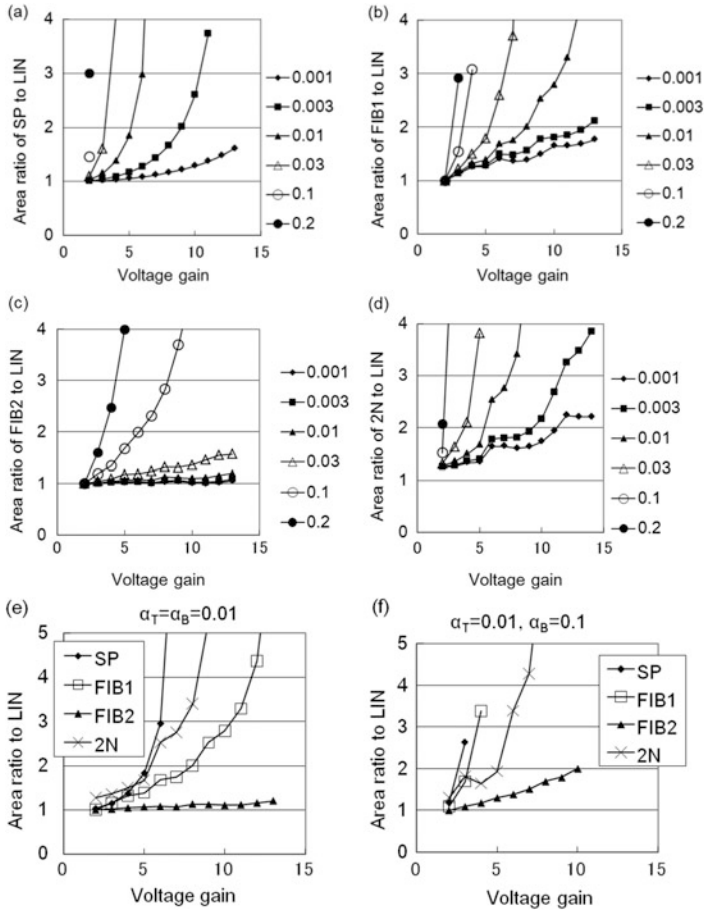 (a)
Area ratio of SP to LIN
4
3
2
1
0
0 5 10 15
Voltage gain
0.001
0.003
0.01
0.03
0.1
0.2
(b)
Area ratio of FIB1 to LIN
4
3
2
1
0
0 5 10 15
Voltage gain
0.001
0.003
0.01
0.03
0.1
0.2
(c)
Area ratio of FIB2 to LIN
4
3
2
1
0
0 5 10 15
Voltage gain
0.001
0.003
0.01
0.03
0.1
0.2
(d)
Area ratio of 2N to LIN
4
3
2
1
0
0 5 10 15
Voltage gain
0.001
0.003
0.01
0.03
0.1
0.2
(e)
αT=αB=0.01
Area ratio to LIN
5
4
3
2
1
0
0 5 10 15
Voltage gain
SP
FIB1
FIB2
2N
(f)
αT=0.01, αB=0.1
Area ratio to LIN
5
4
3
2
1
0
0 5 10 15
Voltage gain
SP
FIB1
FIB2
2N